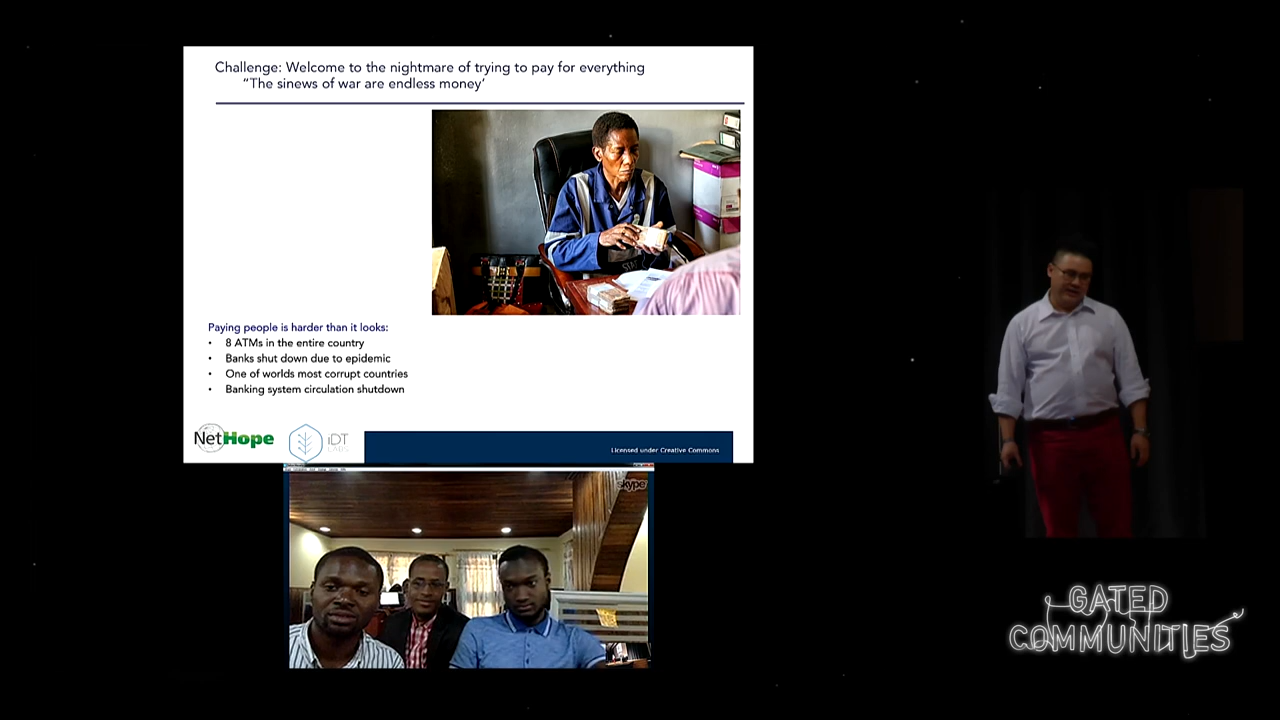 Challenge: Welcome to the nightmare of trying to pay for everything
“The sinews of war are endless money‘
Paying people is harder than it looks:
• 8 ATMs in the entire country
• Banks shut down due to epidemic
• One of worlds most corrupt countries
• Banking system circulation shutdown
NetHope
iDT
LABS
Licensed under Creative Commons
skype
GATED
COMMUNITIES